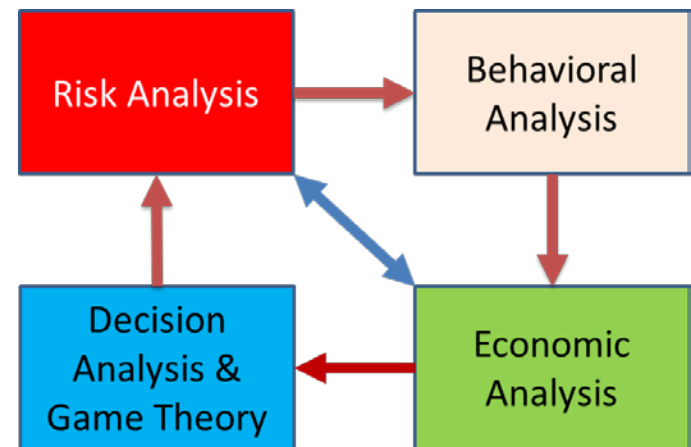 Risk Analysis
Behavioral
Analysis
Decision
Analysis &
Game Theory
Economic
Analysis